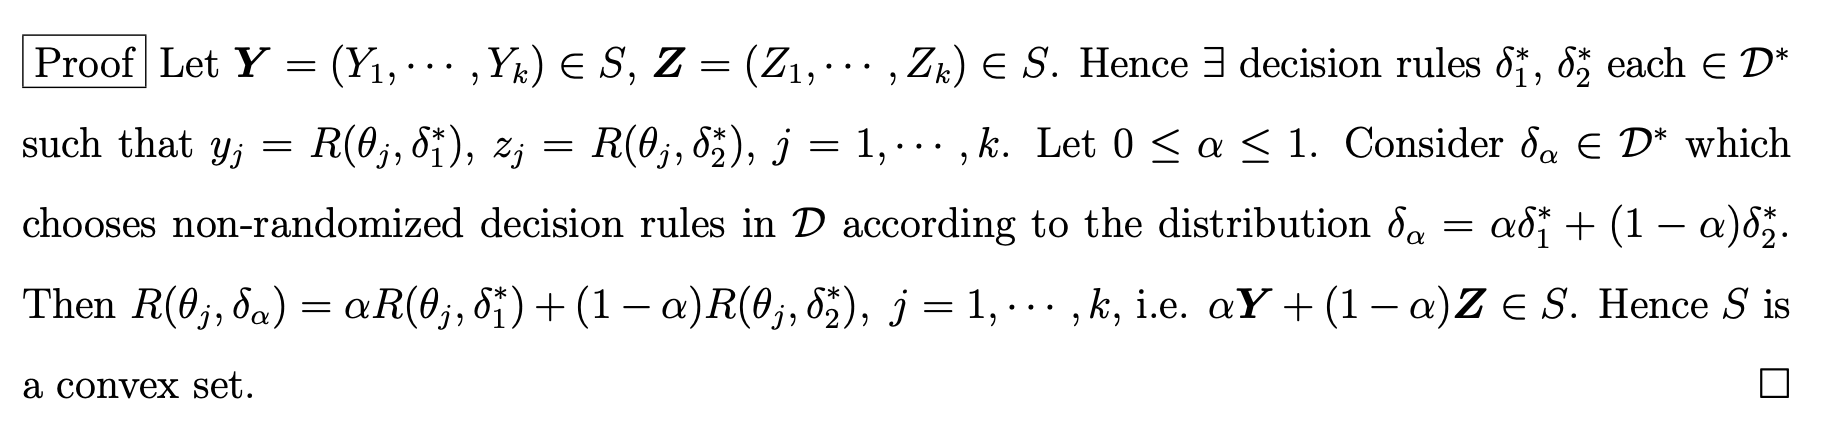 Proof Let Y = (Y₁, ⋯ , Yₖ) ∈ S, Z = (Z₁, ⋯ , Zₖ) ∈ S. Hence ∃ decision rules δ₁*, δ₂* each ∈ 𝒟*
such that yⱼ = R(θⱼ, δ₁*), zⱼ = R(θⱼ, δ₂*), j = 1, ⋯ , k. Let 0 ≤ α ≤ 1. Consider δ_α ∈ 𝒟* which
chooses non-randomized decision rules in 𝒟 according to the distribution δ_α = αδ₁* + (1 − α)δ₂*.
Then R(θⱼ, δ_α) = αR(θⱼ, δ₁*) + (1 − α)R(θⱼ, δ₂*), j = 1, ⋯ , k, i.e. αY + (1 − α)Z ∈ S. Hence S is
a convex set. □